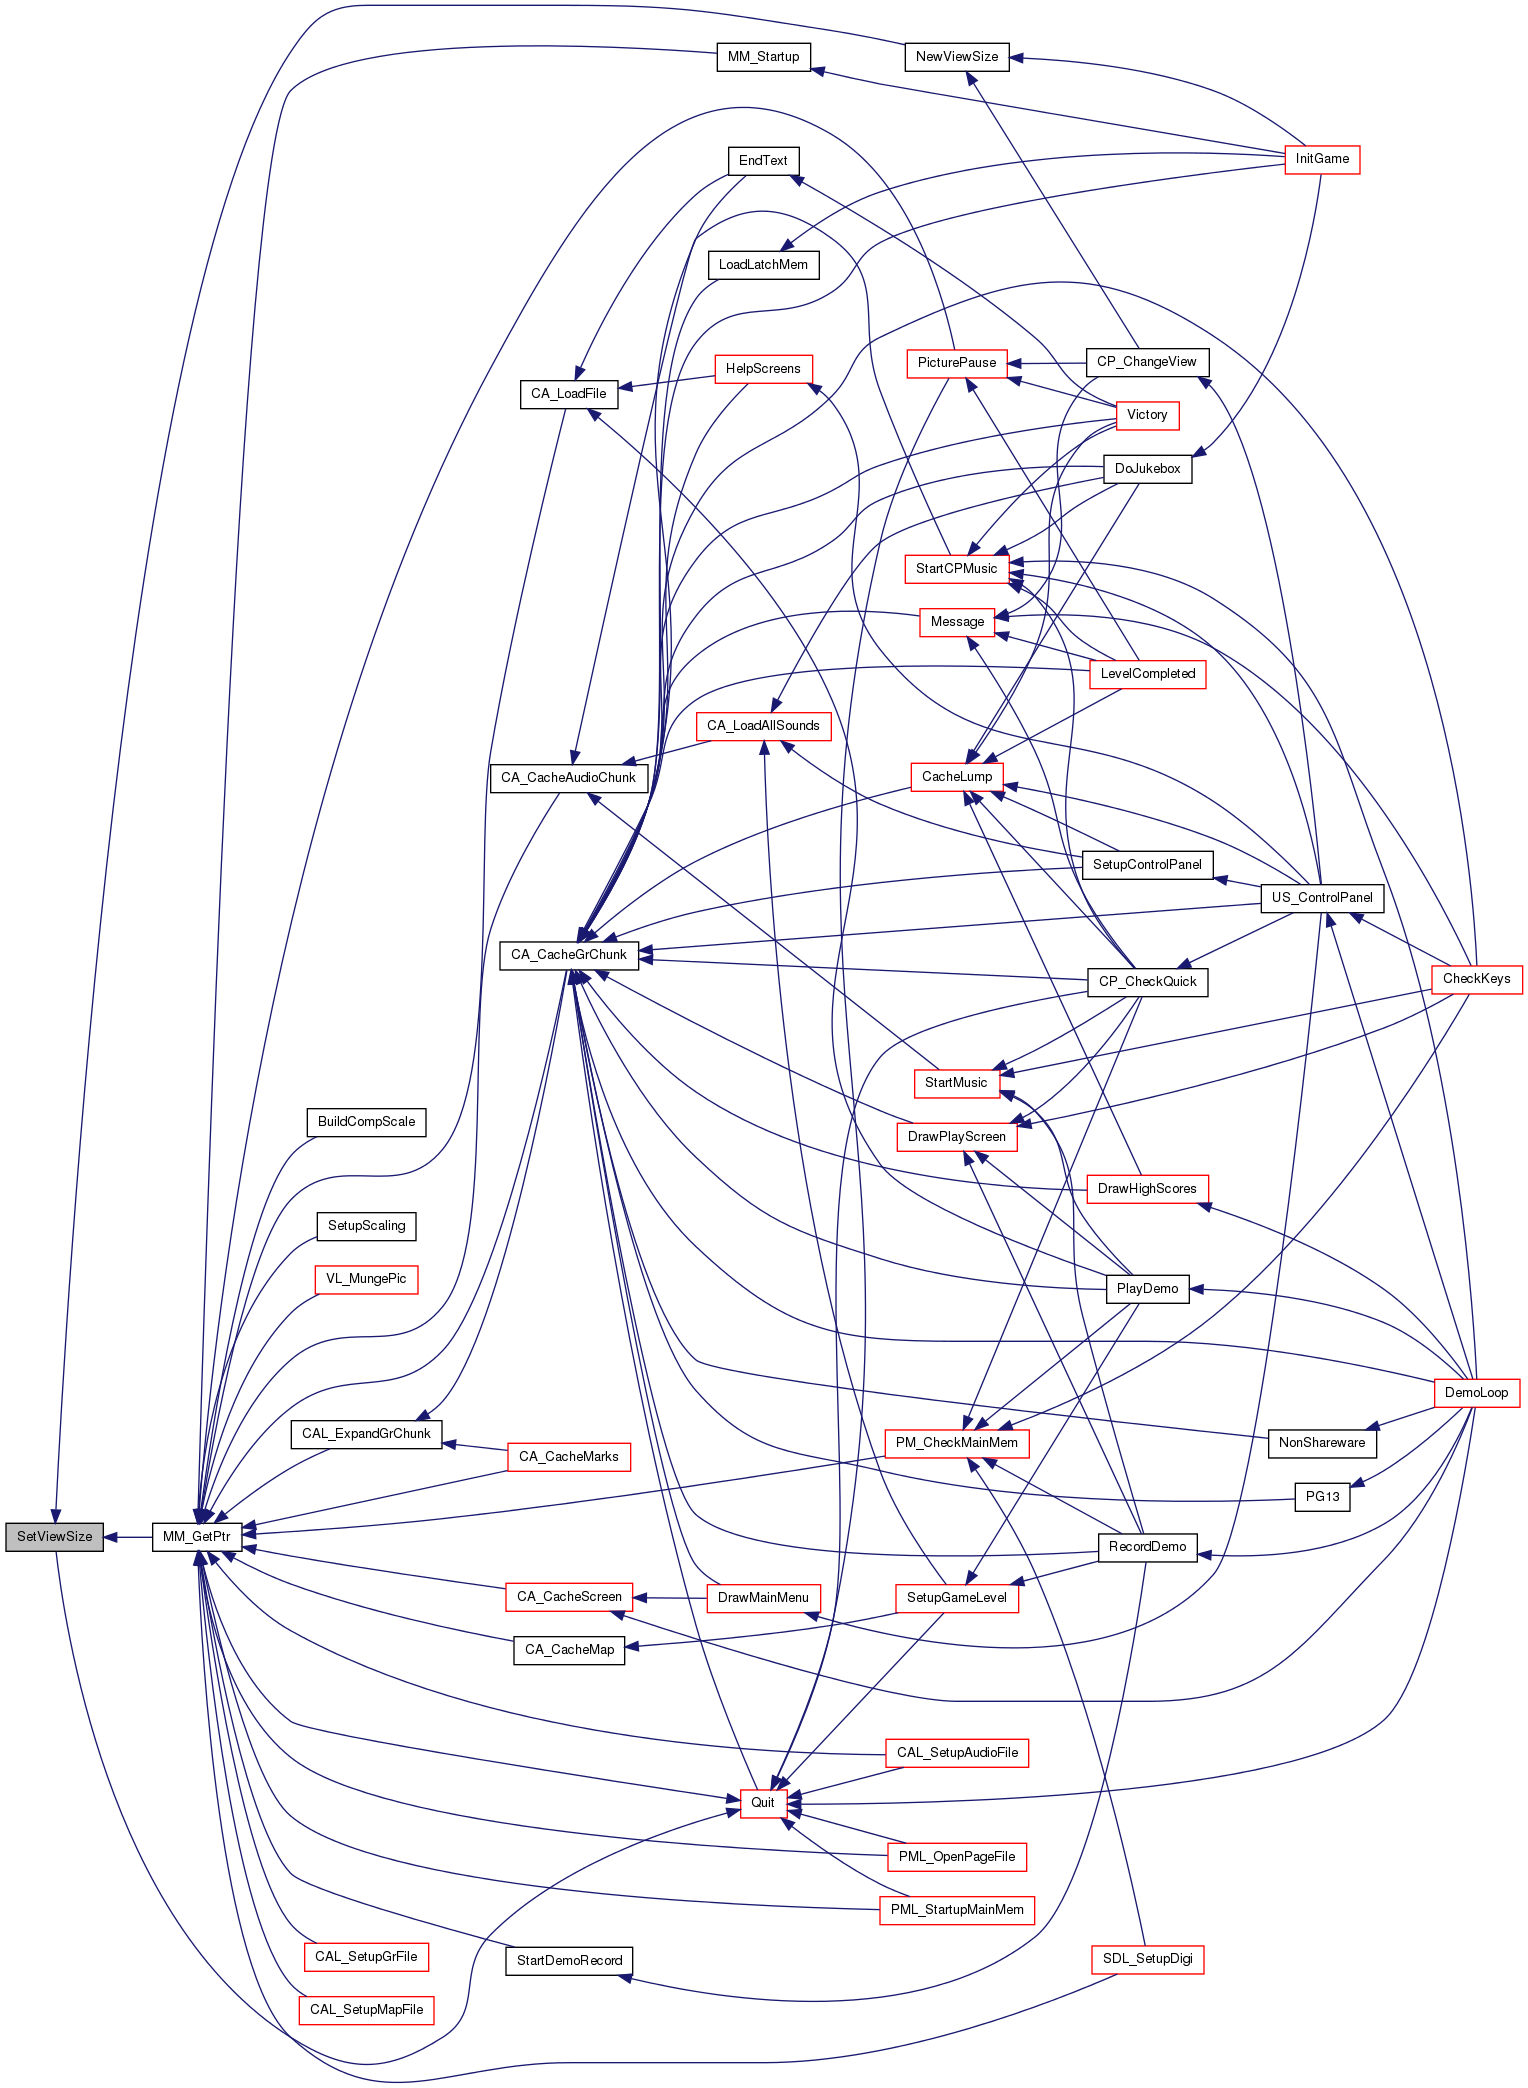 NewViewSize
MM_Startup
EndText
InitGame
LoadLatchMem
CA_LoadFile
HelpScreens
PicturePause
CP_ChangeView
Victory
DoJukebox
StartCPMusic
Message
LevelCompleted
CA_LoadAllSounds
CA_CacheAudioChunk
CacheLump
SetupControlPanel
US_ControlPanel
CA_CacheGrChunk
CP_CheckQuick
CheckKeys
StartMusic
BuildCompScale
DrawPlayScreen
DrawHighScores
SetupScaling
VL_MungePic
PlayDemo
DemoLoop
CAL_ExpandGrChunk
CA_CacheMarks
PM_CheckMainMem
NonShareware
PG13
SetViewSize
MM_GetPtr
RecordDemo
CA_CacheScreen
DrawMainMenu
SetupGameLevel
CA_CacheMap
CAL_SetupAudioFile
Quit
PML_OpenPageFile
PML_StartupMainMem
CAL_SetupGrFile
StartDemoRecord
SDL_SetupDigi
CAL_SetupMapFile